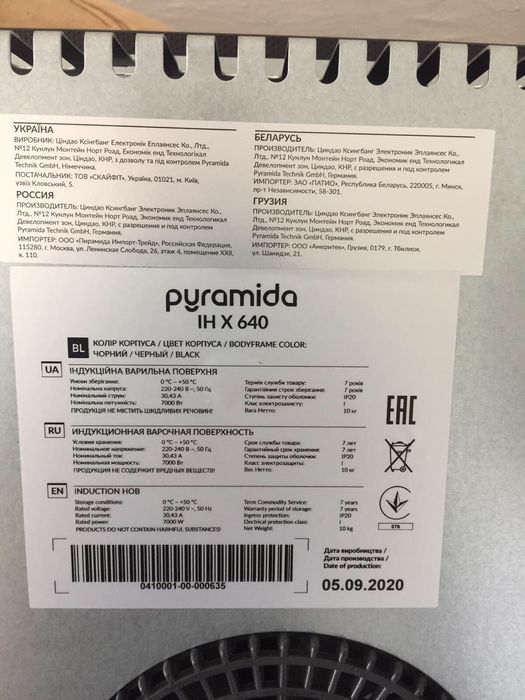 УКРАЇНА
ВИРОБНИК: Циндао Ксінгбанг Електронік Еплаянсес Ко., Лтд.,
№12 Кунлун Монтейн Норт Роад, Економік енд Технолоджікал
Девелопмент зон, Циндао, КНР, з дозволу та під контролем Pyramida
Technik GmbH, Німеччина.
ПОСТАЧАЛЬНИК: ТОВ «СКАЙФІТ», Україна, 01021, м. Київ,
узвіз Кловський, 5.
РОССИЯ
ПРОИЗВОДИТЕЛЬ: Циндао Ксингбанг Электроник Эплаянсес Ко.,
Лтд., №12 Кунлун Монтейн Норт Роад, Экономик енд Технологикал
Девелопмент зон, Циндао, КНР, с разрешения и под контролем
Pyramida Technik GmbH, Германия.
ИМПОРТЕР: ООО «Пирамида Импорт-Трейд», Российская Федерация,
115280, г. Москва, ул. Ленинская Слобода, 26, этаж 4, помещение XXII,
к. 110.
БЕЛАРУСЬ
ПРОИЗВОДИТЕЛЬ: Циндао Ксингбанг Электроник Эплаянсес Ко.,
Лтд., №12 Кунлун Монтейн Норт Роад, Экономик енд Технологикал
Девелопмент зон, Циндао, КНР, с разрешения и под контролем
Pyramida Technik GmbH, Германия.
ИМПОРТЕР: ЗАО «ПАТИО», Республика Беларусь, 220005, г. Минск,
пр-т Независимости, 58-301.
ГРУЗИЯ
ПРОИЗВОДИТЕЛЬ: Циндао Ксингбанг Электроник Эплаянсес Ко.,
Лтд., №12 Кунлун Монтейн Норт Роад, Экономик енд Технологикал
Девелопмент зон, Циндао, КНР, с разрешения и под контролем
Pyramida Technik GmbH, Германия.
ИМПОРТЕР: ООО «Америтек», Грузия, 0179, г. Тбилиси,
ул. Шанидзе, 21.
pyramida
IH X 640
BL КОЛІР КОРПУСА / ЦВЕТ КОРПУСА / BODYFRAME COLOR:
ЧОРНИЙ / ЧЕРНЫЙ / BLACK
UA ІНДУКЦІЙНА ВАРИЛЬНА ПОВЕРХНЯ
Умови зберігання: 0 °C – +50 °C Термін служби товару: 7 років
Номінальна напруга: 220-240 В~, 50 Гц Гарантійний строк зберігання: 7 років
Номінальний струм: 30,43 А Ступінь захисту оболонки: IP20
Номінальна потужність: 7000 Вт Клас електрозахисту: I
ПРОДУКЦІЯ НЕ МІСТИТЬ ШКІДЛИВИХ РЕЧОВИН! Вага Нетто: 10 кг
RU ИНДУКЦИОННАЯ ВАРОЧНАЯ ПОВЕРХНОСТЬ
Условия хранения: 0 °C – +50 °C Срок службы товара: 7 лет
Номинальное напряжение: 220-240 В~, 50 Гц Гарантийный срок хранения: 7 лет
Номинальный ток: 30,43 А Степень защиты оболочки: IP20
Номинальная мощность: 7000 Вт Класс электрозащиты: I
ПРОДУКЦИЯ НЕ СОДЕРЖИТ ВРЕДНЫХ ВЕЩЕСТВ! Вес Нетто: 10 кг
EN INDUCTION HOB
Storage conditions: 0 °C – +50 °C Term Commodity Service: 7 years
Rated voltage: 220-240 V~, 50 Hz Warranty period of storage: 7 years
Rated current: 30,43 A Ingress protection: IP20
Rated power: 7000 W Electrical protection class: I
PRODUCTS DO NOT CONTAIN HARMFUL SUBSTANCES! Net Weight: 10 kg
EAC
078
0410001-00-000635
Дата виробництва /
Дата производства /
Date of production:
05.09.2020